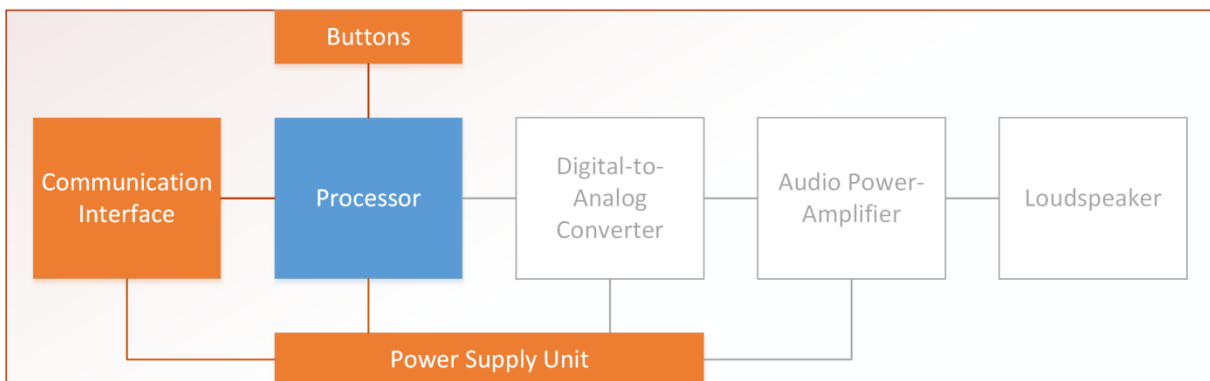 Buttons
Communication
Interface
Processor
Digital-to-
Analog
Converter
Audio Power-
Amplifier
Loudspeaker
Power Supply Unit